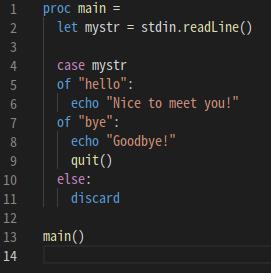 1 proc main =
2   let mystr = stdin.readLine()
3
4   case mystr
5   of "hello":
6     echo "Nice to meet you!"
7   of "bye":
8     echo "Goodbye!"
9     quit()
10   else:
11     discard
12
13 main()
14